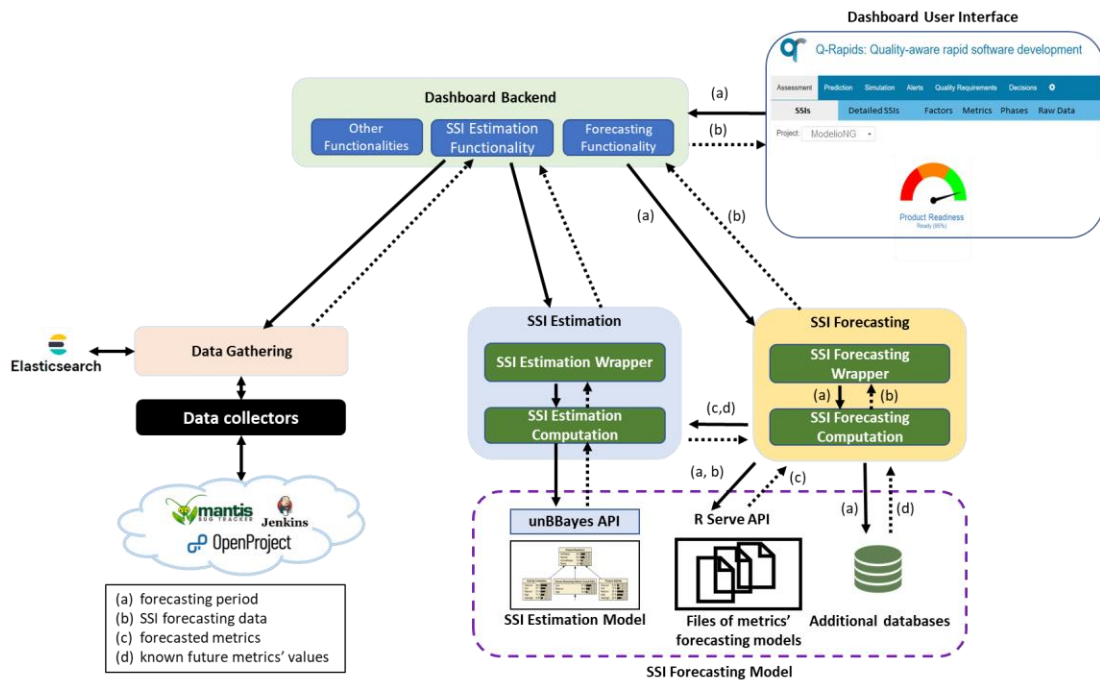 Dashboard User Interface
Q-Rapids: Quality-aware rapid software development
Assessment Prediction Simulation Alerts Quality Requirements Decisions
SSIs Detailed SSIs Factors Metrics Phases Raw Data
Project: ModelioNG
Product Readiness
Ready (85%)
Dashboard Backend
Other
Functionalities
SSI Estimation
Functionality
Forecasting
Functionality
(a)
(b)
(a)
(b)
Elasticsearch
Data Gathering
Data collectors
mantis
BUG TRACKER
Jenkins
OpenProject
SSI Estimation
SSI Estimation Wrapper
SSI Estimation
Computation
SSI Forecasting
SSI Forecasting
Wrapper
(a)
(b)
SSI Forecasting
Computation
(c,d)
(a, b)
(c)
(a)
(d)
unBBayes API
SSI Estimation Model
R Serve API
Files of metrics'
forecasting models
Additional databases
SSI Forecasting Model
(a) forecasting period
(b) SSI forecasting data
(c) forecasted metrics
(d) known future metrics' values